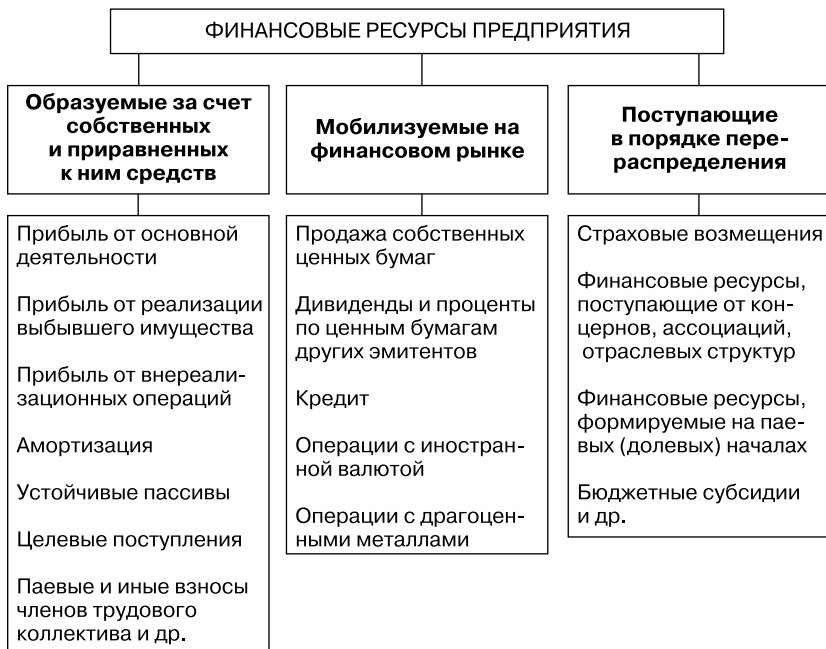 ФИНАНСОВЫЕ РЕСУРСЫ ПРЕДПРИЯТИЯ
Образуемые за счет
собственных
и приравненных
к ним средств
Мобилизуемые на
финансовом рынке
Поступающие
в порядке пере-
распределения
Прибыль от основной
деятельности
Прибыль от реализации
выбывшего имущества
Прибыль от внереали-
зационных операций
Амортизация
Устойчивые пассивы
Целевые поступления
Паевые и иные взносы
членов трудового
коллектива и др.
Продажа собственных
ценных бумаг
Дивиденды и проценты
по ценным бумагам
других эмитентов
Кредит
Операции с иностран-
ной валютой
Операции с драгоцен-
ными металлами
Страховые возмещения
Финансовые ресурсы,
поступающие от кон-
цернов, ассоциаций,
отраслевых структур
Финансовые ресурсы,
формируемые на пае-
вых (долевых) началах
Бюджетные субсидии
и др.